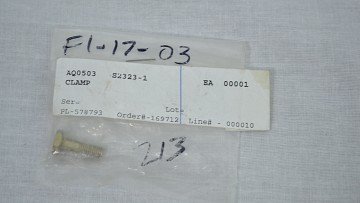 F1-17-03
AQ0503 S2323-1 EA 00001
CLAMP
Ser- Lot-
PL-578793 Order#-169712 Line# - 000010
213